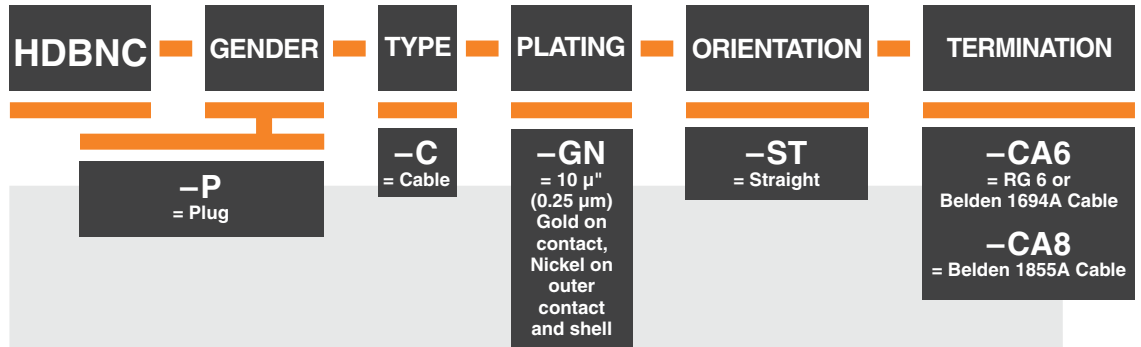 HDBNC
GENDER
TYPE
PLATING
ORIENTATION
TERMINATION
–P
= Plug
–C
= Cable
–GN
= 10 µ"
(0.25 µm)
Gold on
contact,
Nickel on
outer
contact
and shell
–ST
= Straight
–CA6
= RG 6 or
Belden 1694A Cable
–CA8
= Belden 1855A Cable